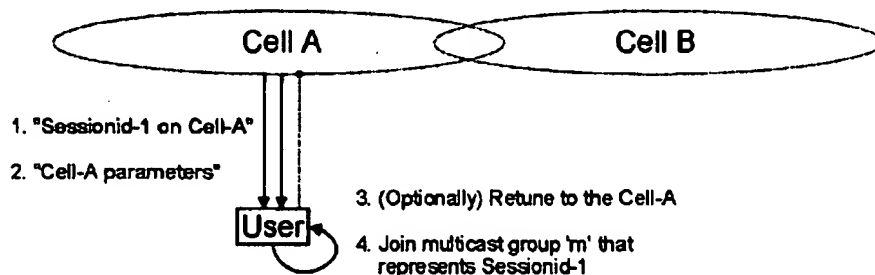 Cell A
Cell B
1. "Sessionid-1 on Cell-A"
2. "Cell-A parameters"
User
3. (Optionally) Retune to the Cell-A
4. Join multicast group 'm' that
represents Sessionid-1